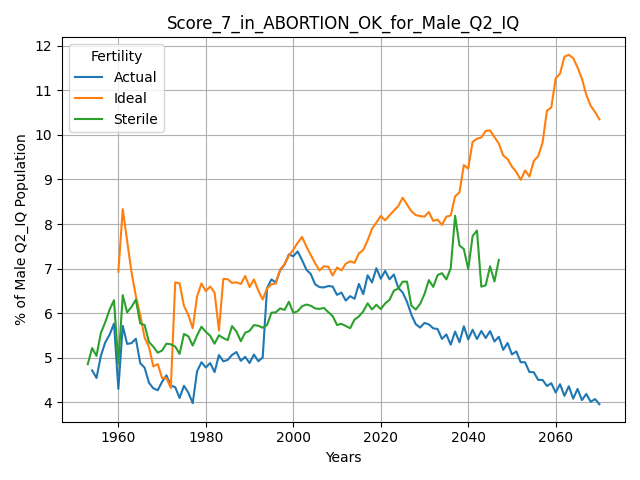 Score_7_in_ABORTION_OK_for_Male_Q2_IQ
Fertility
Actual
Ideal
Sterile
% of Male Q2_IQ Population
12
11
10
9
8
7
6
5
4
1960
1980
2000
2020
2040
2060
Years